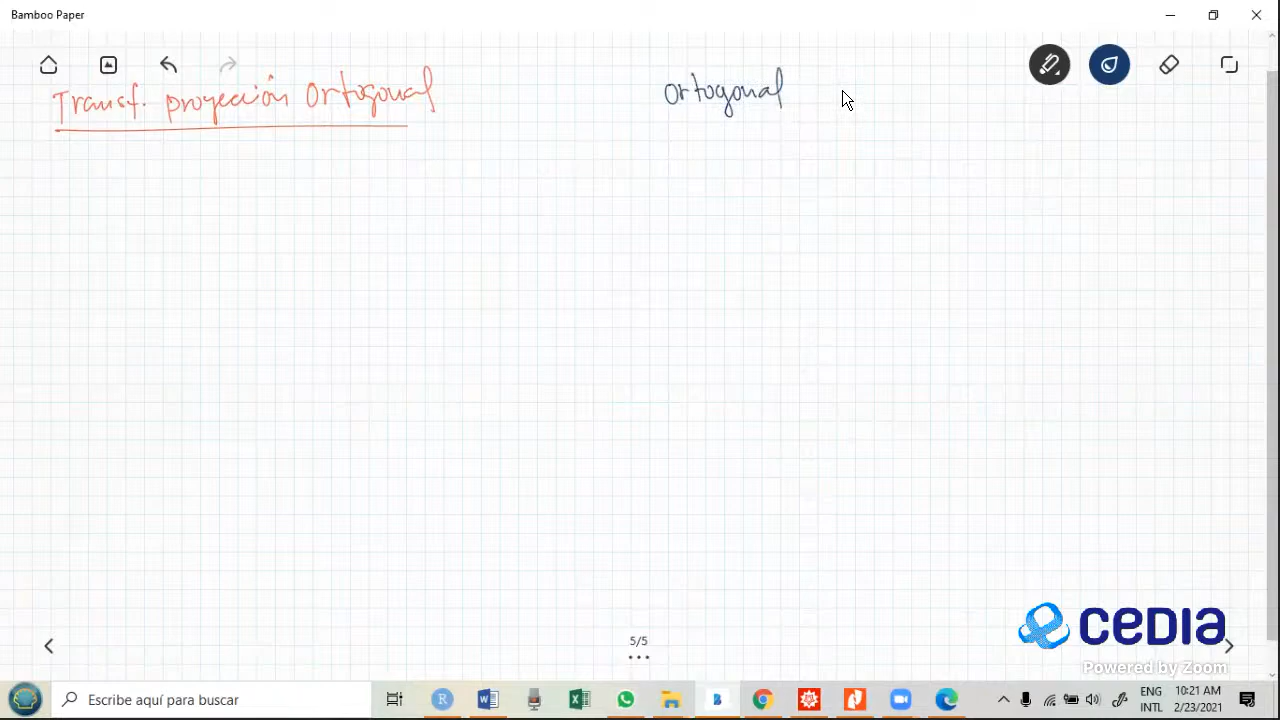 Bamboo Paper
Transf. proyección Ortogonal
Ortogonal
5/5
cedia
Powered by Zoom
Escribe aquí para buscar
ENG
INTL
10:21 AM
2/23/2021